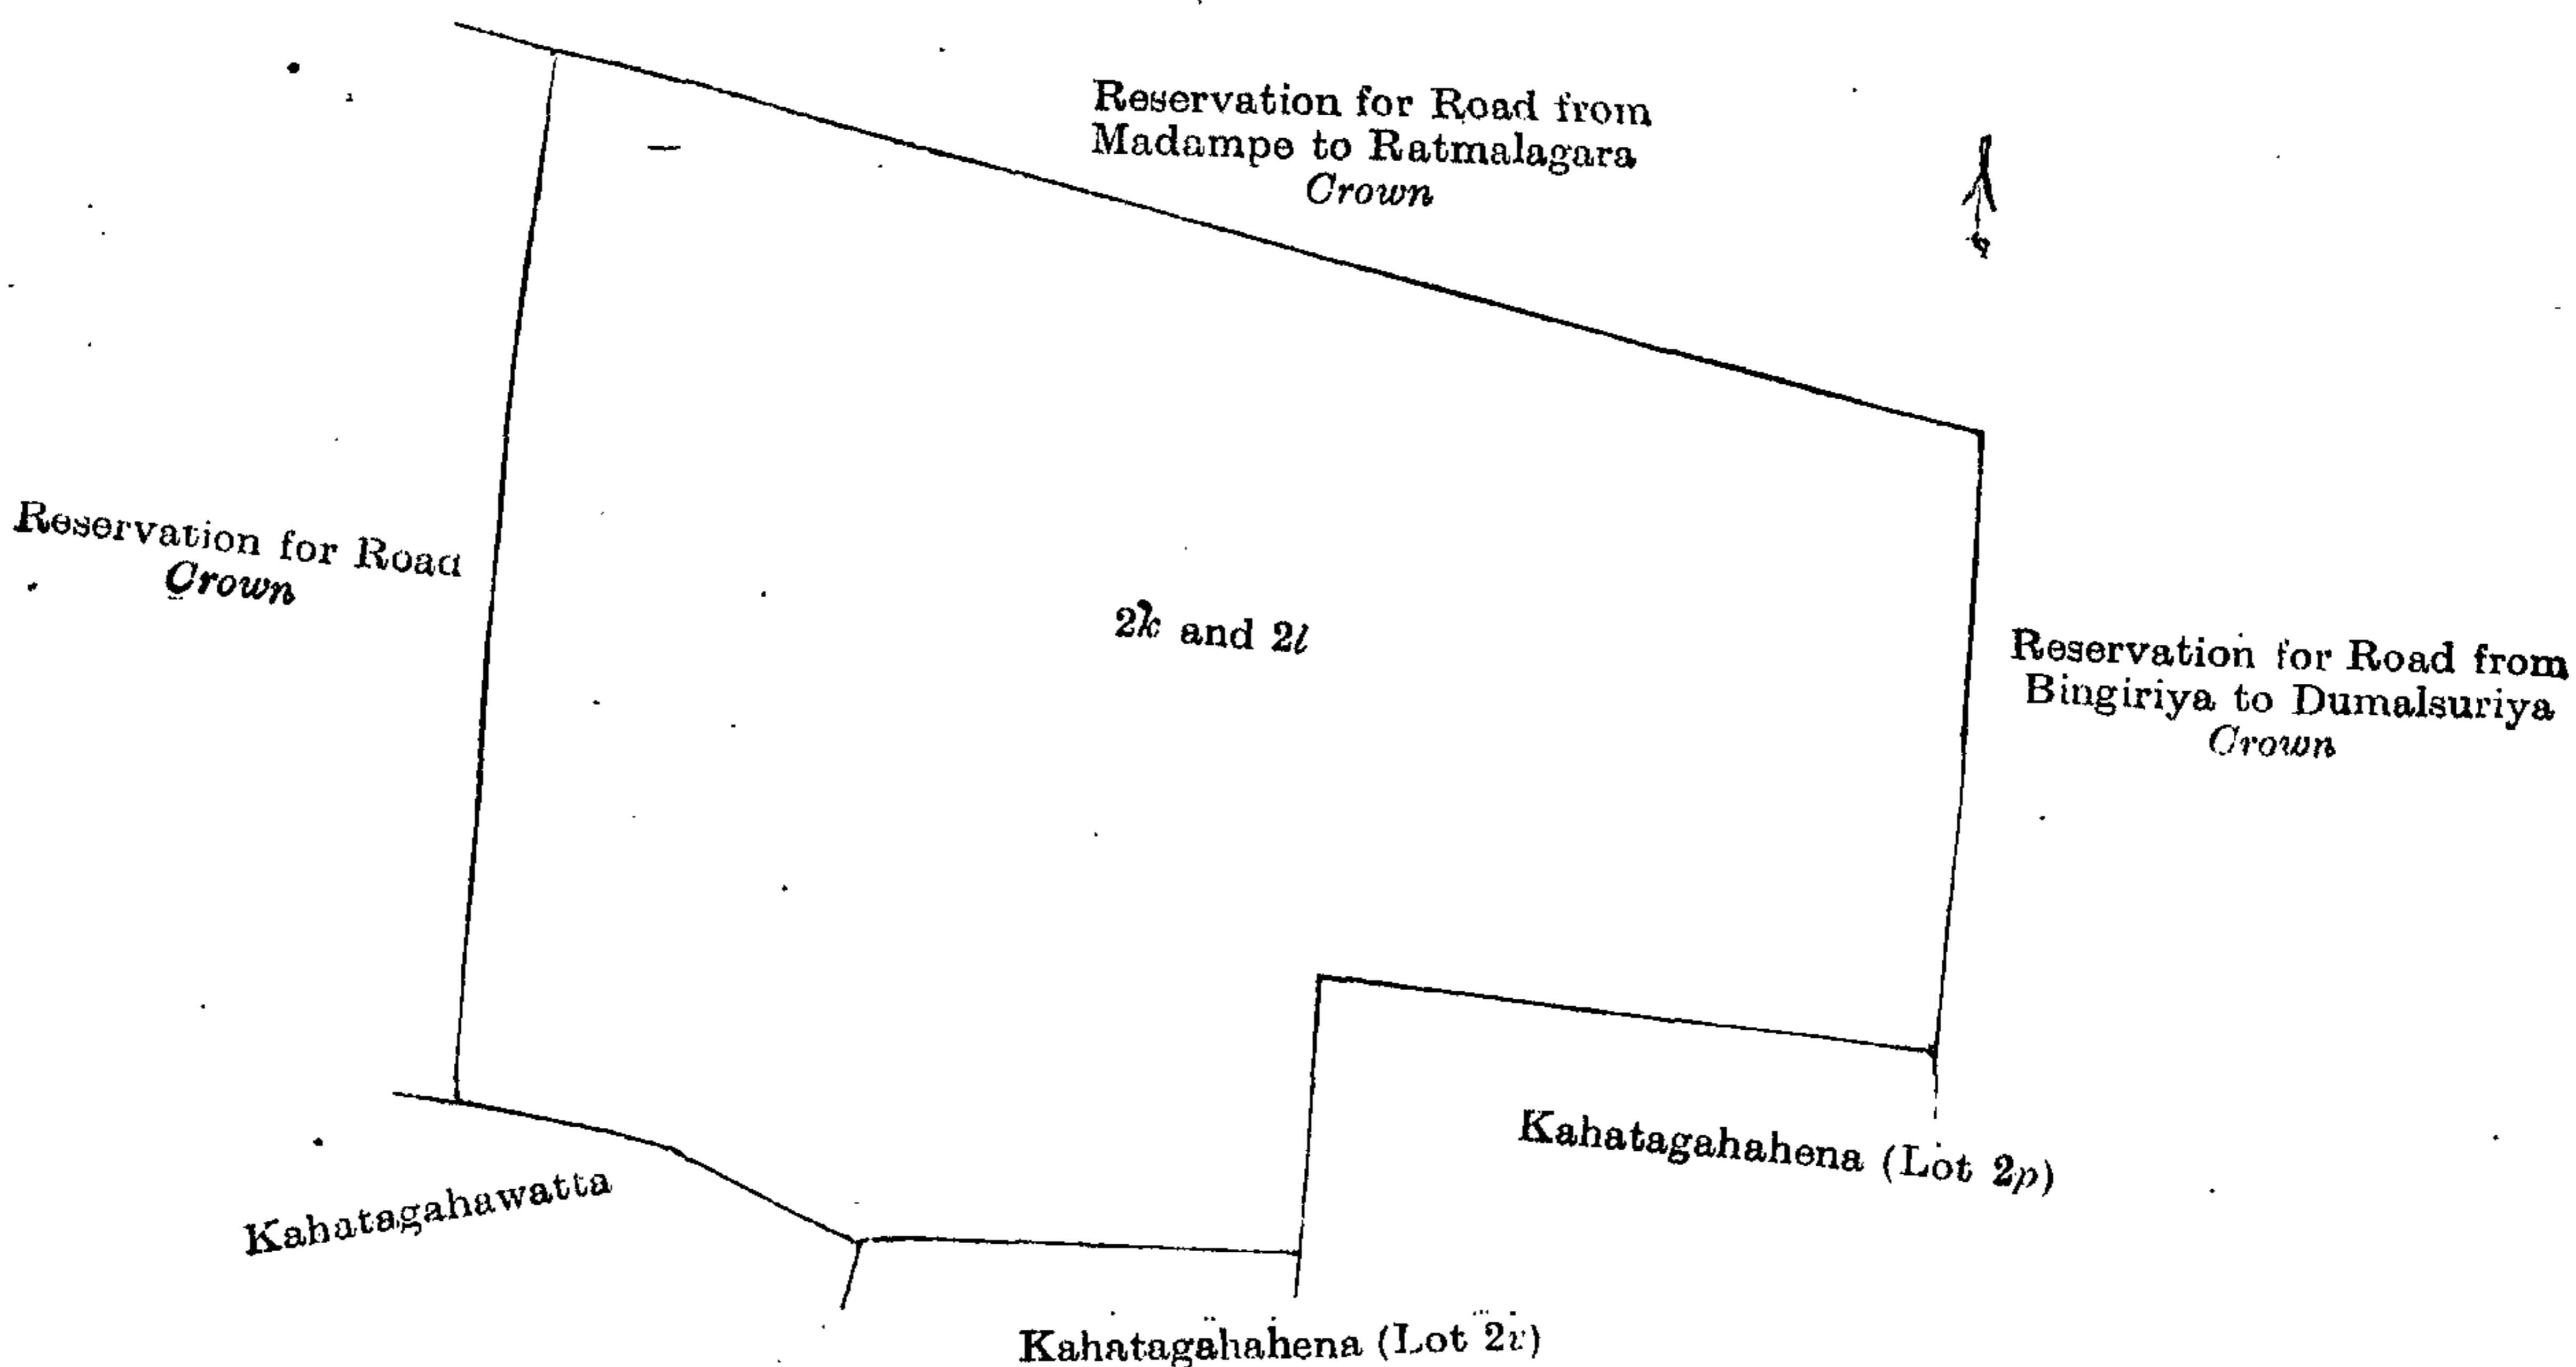 Reservation for Road from
Madampe to Ratmalagara
Crown
Reservation for Road
Crown
2k and 2l
Reservation for Road from
Bingiriya to Dumalsuriya
Crown
Kahatagahahena (Lot 2p)
Kahatagahawatta
Kahatagahahena (Lot 2v)